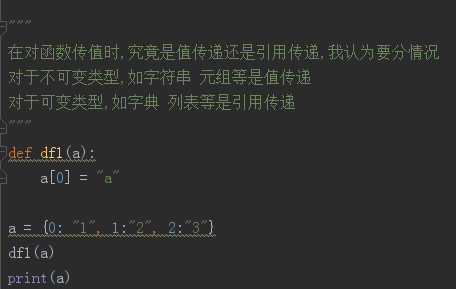 """
在对函数传值时,究竟是值传递还是引用传递,我认为要分情况
对于不可变类型,如字符串 元组等是值传递
对于可变类型,如字典 列表等是引用传递
"""
def df1(a):
    a[0] = "a"
a = {0: "1", 1:"2", 2:"3"}
df1(a)
print(a)